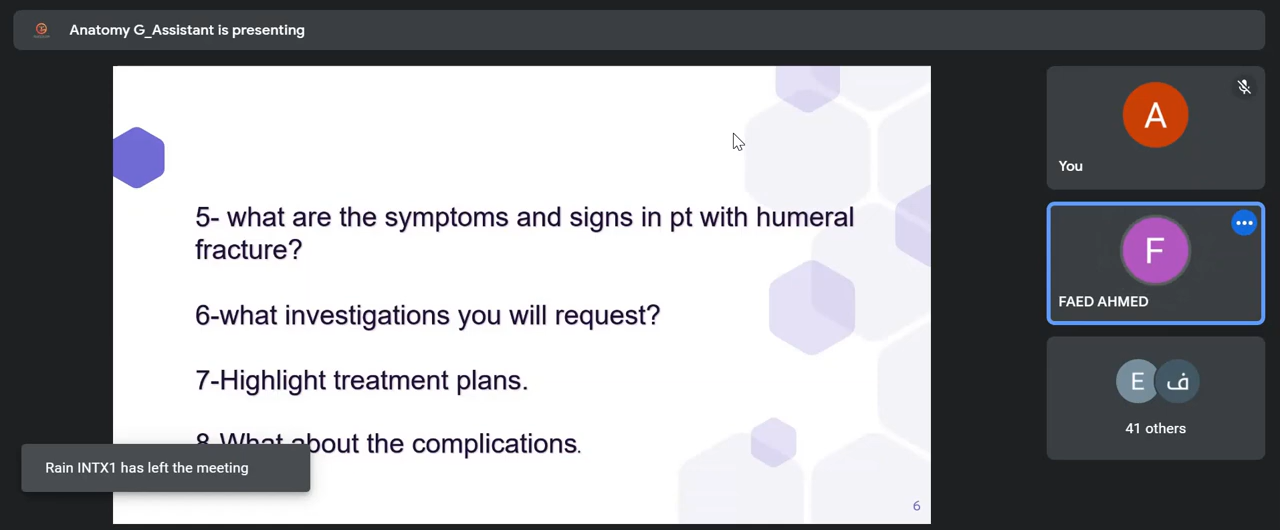 Anatomy G_Assistant is presenting
5- what are the symptoms and signs in pt with humeral
fracture?
6-what investigations you will request?
7-Highlight treatment plans.
8-What about the complications.
6
Rain INTX1 has left the meeting
A
You
F
FAED AHMED
E ف
41 others